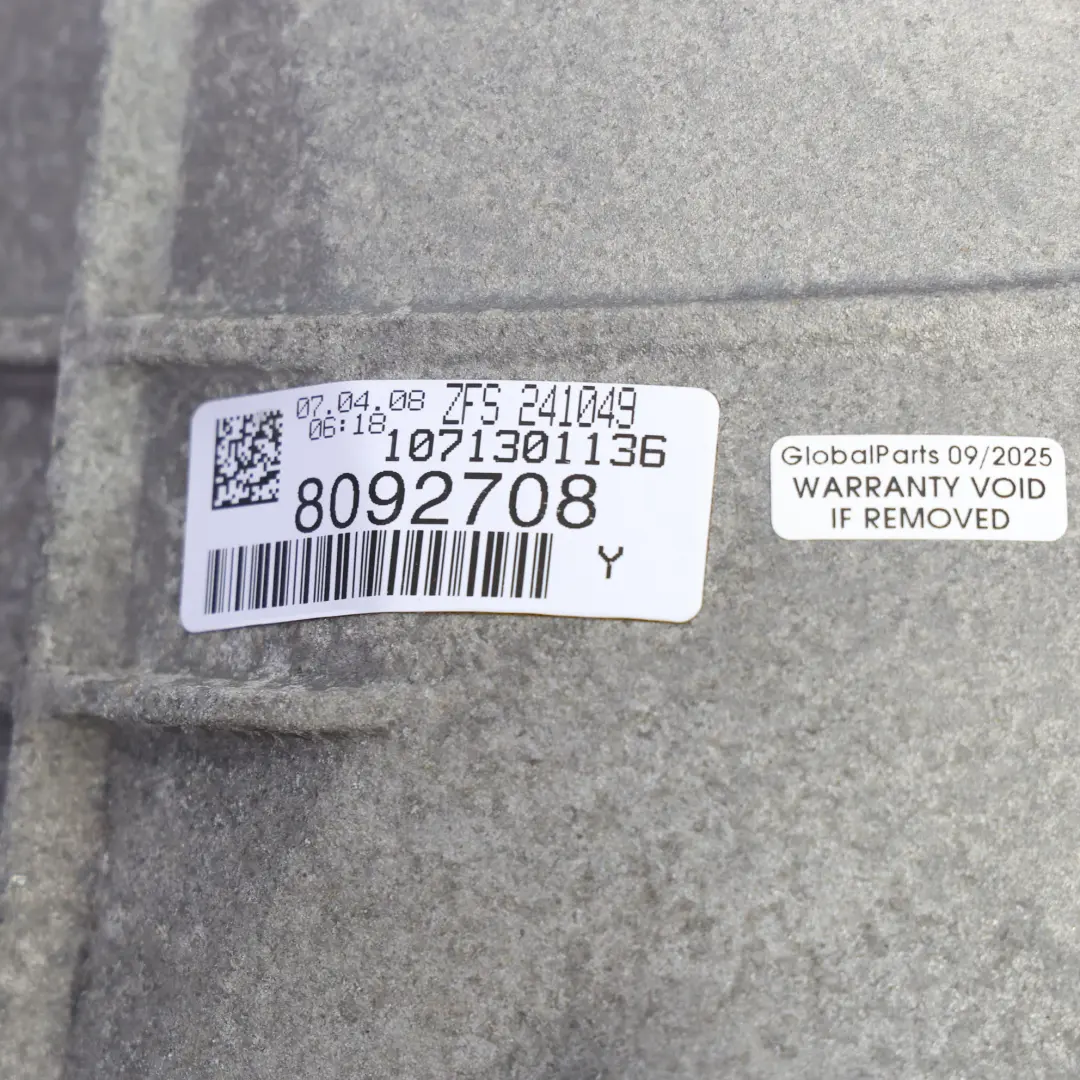 07.04.08 ZFS 241049
06:18
1071301136
8092708
Y
GlobalParts 09/2025
WARRANTY VOID
IF REMOVED